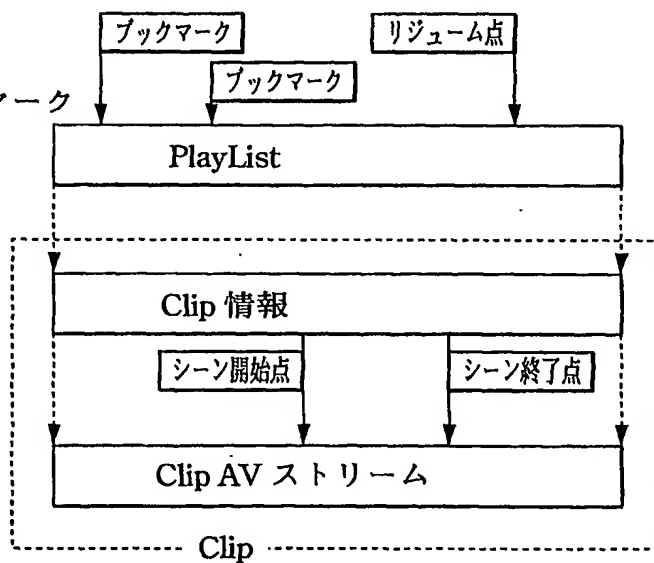 ブックマーク
リジューム点
ブックマーク
マーク
PlayList
Clip 情報
シーン開始点
シーン終了点
Clip AV ストリーム
Clip